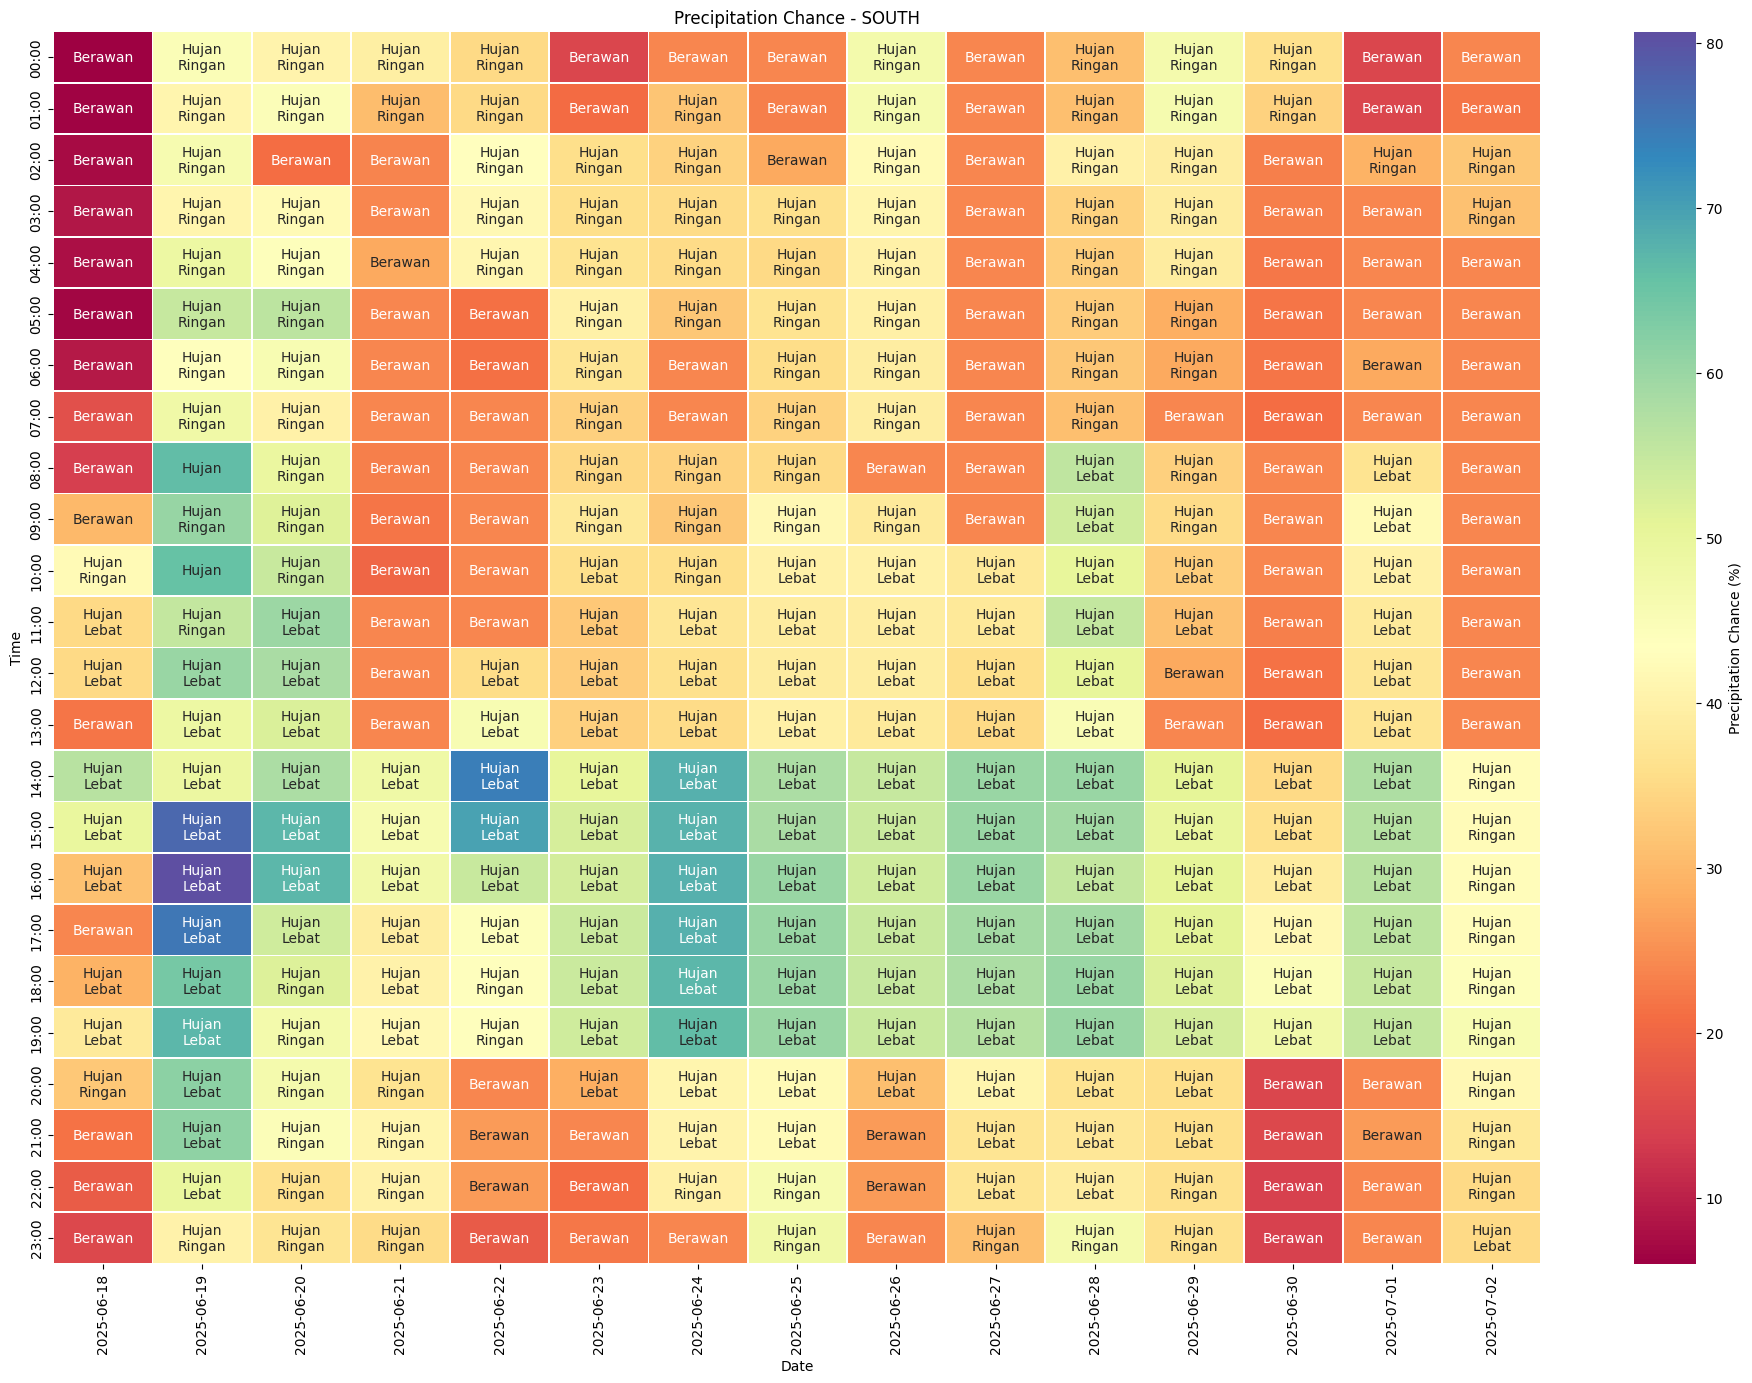 Precipitation Chance - SOUTH
00:00 Berawan Hujan Ringan Hujan Ringan Hujan Ringan Hujan Ringan Berawan Berawan Berawan Hujan Ringan Berawan Hujan Ringan Hujan Ringan Hujan Ringan Berawan Berawan
01:00 Berawan Hujan Ringan Hujan Ringan Hujan Ringan Hujan Ringan Berawan Hujan Ringan Berawan Hujan Ringan Berawan Hujan Ringan Hujan Ringan Hujan Ringan Berawan Berawan
02:00 Berawan Hujan Ringan Berawan Berawan Hujan Ringan Hujan Ringan Hujan Ringan Berawan Hujan Ringan Berawan Hujan Ringan Hujan Ringan Berawan Hujan Ringan Hujan Ringan
03:00 Berawan Hujan Ringan Hujan Ringan Berawan Hujan Ringan Hujan Ringan Hujan Ringan Hujan Ringan Hujan Ringan Berawan Hujan Ringan Hujan Ringan Berawan Berawan Hujan Ringan
04:00 Berawan Hujan Ringan Hujan Ringan Berawan Hujan Ringan Hujan Ringan Hujan Ringan Hujan Ringan Hujan Ringan Berawan Hujan Ringan Hujan Ringan Berawan Berawan Berawan
05:00 Berawan Hujan Ringan Hujan Ringan Berawan Berawan Hujan Ringan Hujan Ringan Hujan Ringan Hujan Ringan Berawan Hujan Ringan Hujan Ringan Berawan Berawan Berawan
06:00 Berawan Hujan Ringan Hujan Ringan Berawan Berawan Hujan Ringan Berawan Hujan Ringan Hujan Ringan Berawan Hujan Ringan Hujan Ringan Berawan Berawan Berawan
07:00 Berawan Hujan Ringan Hujan Ringan Berawan Berawan Hujan Ringan Berawan Hujan Ringan Hujan Ringan Berawan Hujan Ringan Berawan Berawan Berawan Berawan
08:00 Berawan Hujan Hujan Ringan Berawan Berawan Hujan Ringan Hujan Ringan Hujan Ringan Berawan Berawan Hujan Lebat Hujan Ringan Berawan Hujan Lebat Berawan
09:00 Berawan Hujan Ringan Hujan Ringan Berawan Berawan Hujan Ringan Hujan Ringan Hujan Ringan Hujan Ringan Berawan Hujan Lebat Hujan Ringan Berawan Hujan Lebat Berawan
10:00 Hujan Ringan Hujan Hujan Ringan Berawan Berawan Hujan Lebat Hujan Ringan Hujan Lebat Hujan Lebat Hujan Lebat Hujan Lebat Hujan Lebat Berawan Hujan Lebat Berawan
11:00 Hujan Lebat Hujan Ringan Hujan Lebat Berawan Berawan Hujan Lebat Hujan Lebat Hujan Lebat Hujan Lebat Hujan Lebat Hujan Lebat Hujan Lebat Berawan Hujan Lebat Berawan
12:00 Hujan Lebat Hujan Lebat Hujan Lebat Berawan Hujan Lebat Hujan Lebat Hujan Lebat Hujan Lebat Hujan Lebat Hujan Lebat Hujan Lebat Berawan Berawan Hujan Lebat Berawan
13:00 Berawan Hujan Lebat Hujan Lebat Berawan Hujan Lebat Hujan Lebat Hujan Lebat Hujan Lebat Hujan Lebat Hujan Lebat Hujan Lebat Berawan Berawan Hujan Lebat Berawan
14:00 Hujan Lebat Hujan Lebat Hujan Lebat Hujan Lebat Hujan Lebat Hujan Lebat Hujan Lebat Hujan Lebat Hujan Lebat Hujan Lebat Hujan Lebat Hujan Lebat Hujan Lebat Hujan Lebat Hujan Ringan
15:00 Hujan Lebat Hujan Lebat Hujan Lebat Hujan Lebat Hujan Lebat Hujan Lebat Hujan Lebat Hujan Lebat Hujan Lebat Hujan Lebat Hujan Lebat Hujan Lebat Hujan Lebat Hujan Lebat Hujan Ringan
16:00 Hujan Lebat Hujan Lebat Hujan Lebat Hujan Lebat Hujan Lebat Hujan Lebat Hujan Lebat Hujan Lebat Hujan Lebat Hujan Lebat Hujan Lebat Hujan Lebat Hujan Lebat Hujan Lebat Hujan Ringan
17:00 Berawan Hujan Lebat Hujan Lebat Hujan Lebat Hujan Lebat Hujan Lebat Hujan Lebat Hujan Lebat Hujan Lebat Hujan Lebat Hujan Lebat Hujan Lebat Hujan Lebat Hujan Lebat Hujan Ringan
18:00 Hujan Lebat Hujan Lebat Hujan Ringan Hujan Lebat Hujan Ringan Hujan Lebat Hujan Lebat Hujan Lebat Hujan Lebat Hujan Lebat Hujan Lebat Hujan Lebat Hujan Lebat Hujan Lebat Hujan Ringan
19:00 Hujan Lebat Hujan Lebat Hujan Ringan Hujan Lebat Hujan Ringan Hujan Lebat Hujan Lebat Hujan Lebat Hujan Lebat Hujan Lebat Hujan Lebat Hujan Lebat Hujan Lebat Hujan Lebat Hujan Ringan
20:00 Hujan Ringan Hujan Lebat Hujan Ringan Hujan Ringan Berawan Hujan Lebat Hujan Lebat Hujan Lebat Hujan Lebat Hujan Lebat Hujan Lebat Hujan Lebat Berawan Berawan Hujan Ringan
21:00 Berawan Hujan Lebat Hujan Ringan Hujan Ringan Berawan Berawan Hujan Lebat Hujan Lebat Berawan Hujan Lebat Hujan Lebat Hujan Lebat Berawan Berawan Hujan Ringan
22:00 Berawan Hujan Lebat Hujan Ringan Hujan Ringan Berawan Berawan Hujan Ringan Hujan Ringan Berawan Hujan Lebat Hujan Lebat Hujan Ringan Berawan Berawan Hujan Ringan
23:00 Berawan Hujan Ringan Hujan Ringan Hujan Ringan Berawan Berawan Berawan Hujan Ringan Berawan Hujan Ringan Hujan Ringan Hujan Ringan Berawan Berawan Hujan Lebat
Time
2025-06-18 2025-06-19 2025-06-20 2025-06-21 2025-06-22 2025-06-23 2025-06-24 2025-06-25 2025-06-26 2025-06-27 2025-06-28 2025-06-29 2025-06-30 2025-07-01 2025-07-02
Date
80
70
60
50
40
30
20
10
Precipitation Chance (%)